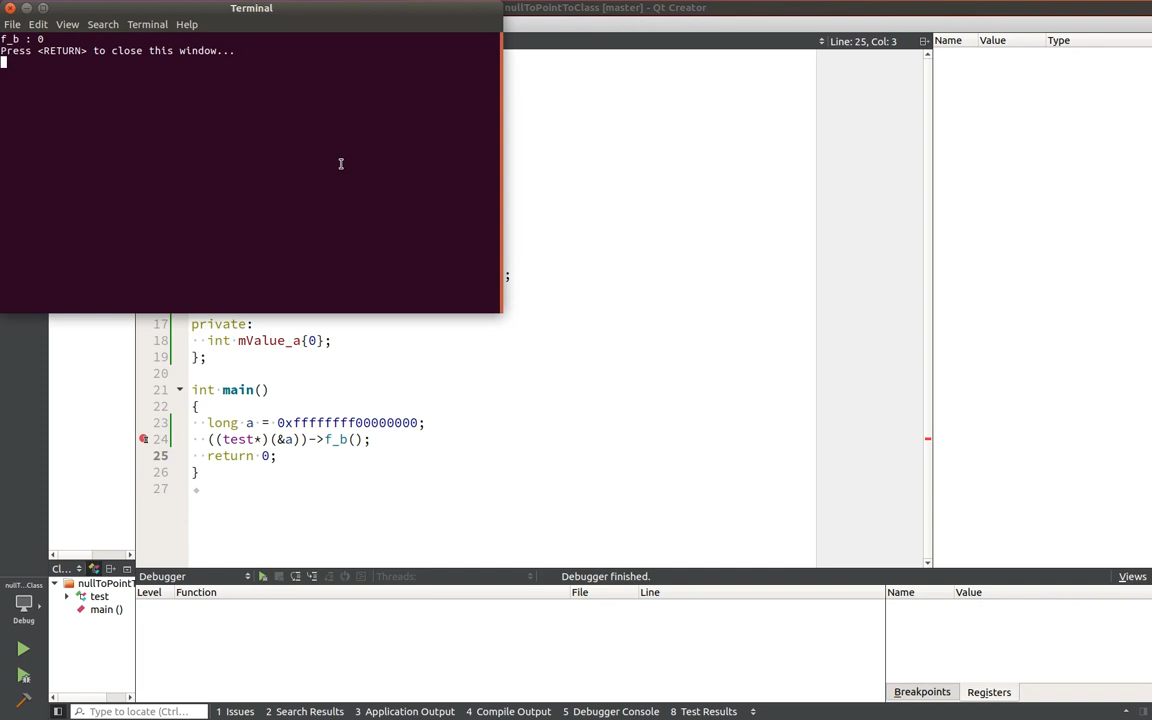 Terminal
nullToPointToClass [master] - Qt Creator
File Edit View Search Terminal Help
f_b : 0
Press <RETURN> to close this window...
Line: 25, Col: 3
Name Value Type
;
17 private:
18 int mValue_a{0};
19 };
20
21 int main()
22 {
23 long a = 0xffffffff00000000;
24 ((test*)(&a))->f_b();
25 return 0;
26 }
27
Cl...
nullToPointT
test
main ()
nullT...Class
Debug
Debugger Threads: Debugger finished. Views
Level Function File Line Name Value
Breakpoints Registers
Type to locate (Ctrl... 1 Issues 2 Search Results 3 Application Output 4 Compile Output 5 Debugger Console 8 Test Results